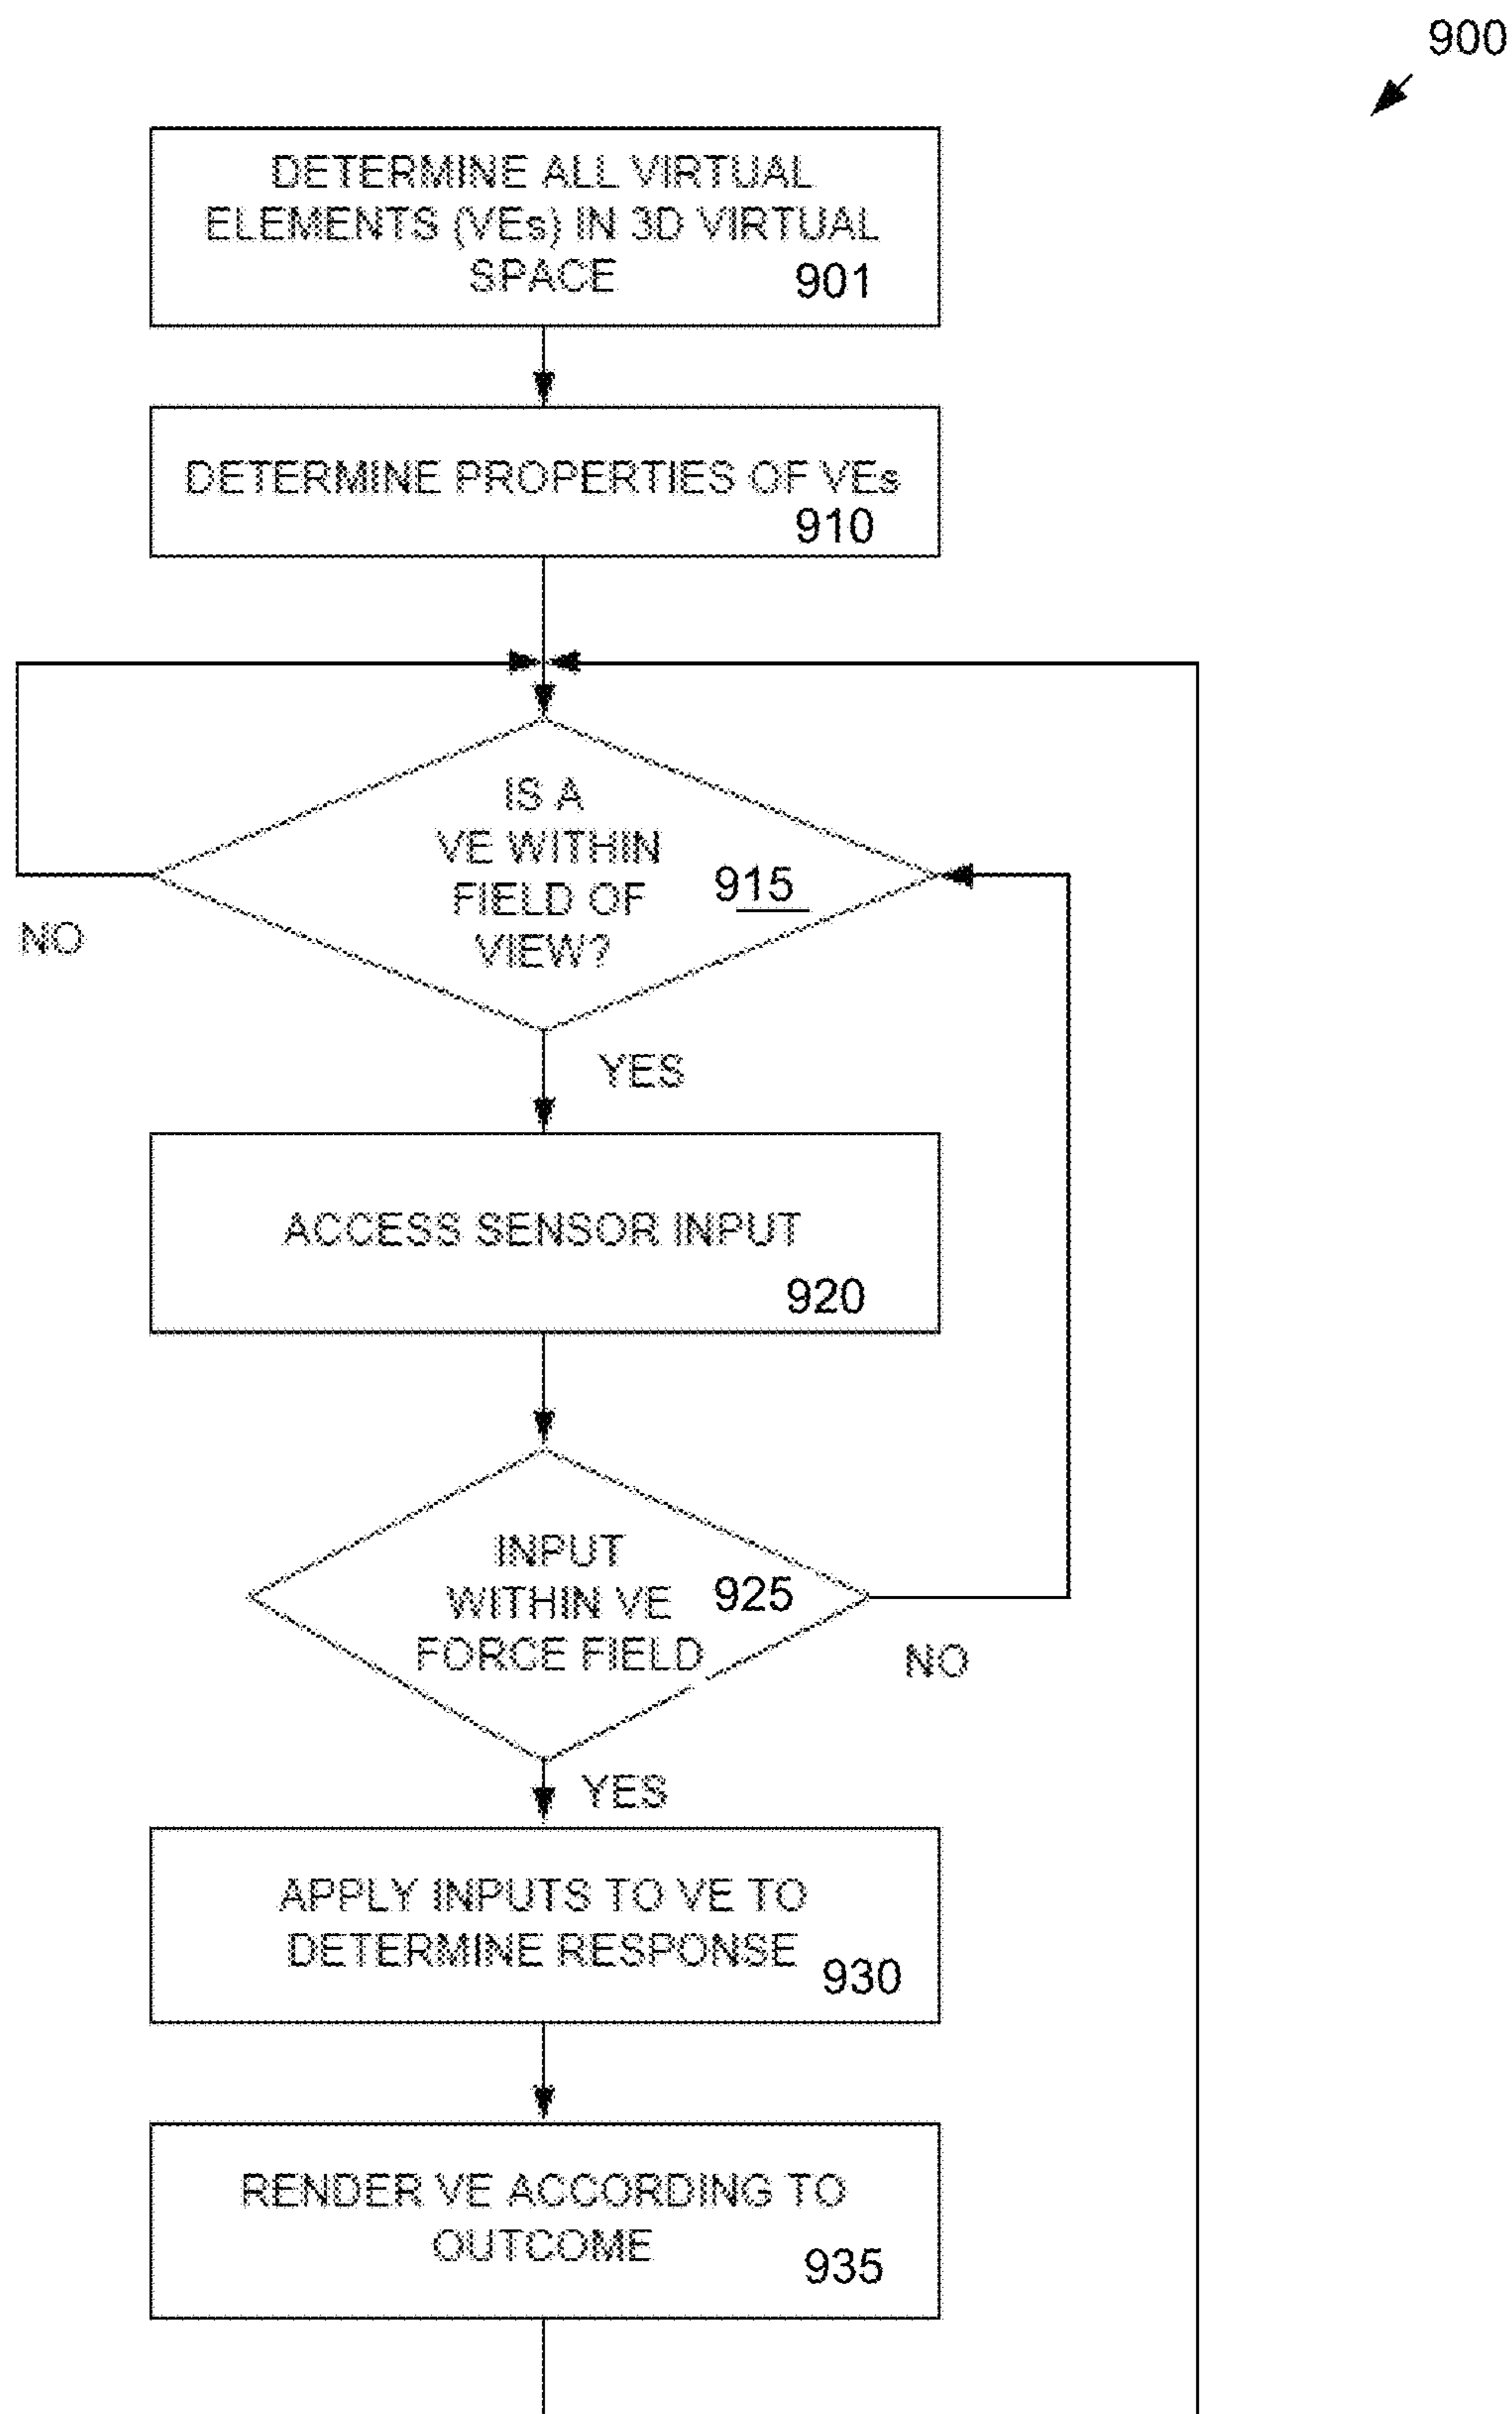 900
DETERMINE ALL VIRTUAL
ELEMENTS (VEs) IN 3D VIRTUAL
SPACE 901
DETERMINE PROPERTIES OF VEs
910
IS A
VE WITHIN
FIELD OF 915
VIEW?
NO
YES
ACCESS SENSOR INPUT
920
INPUT
WITHIN VE 925
FORCE FIELD
NO
YES
APPLY INPUTS TO VE TO
DETERMINE RESPONSE 930
RENDER VE ACCORDING TO
OUTCOME 935